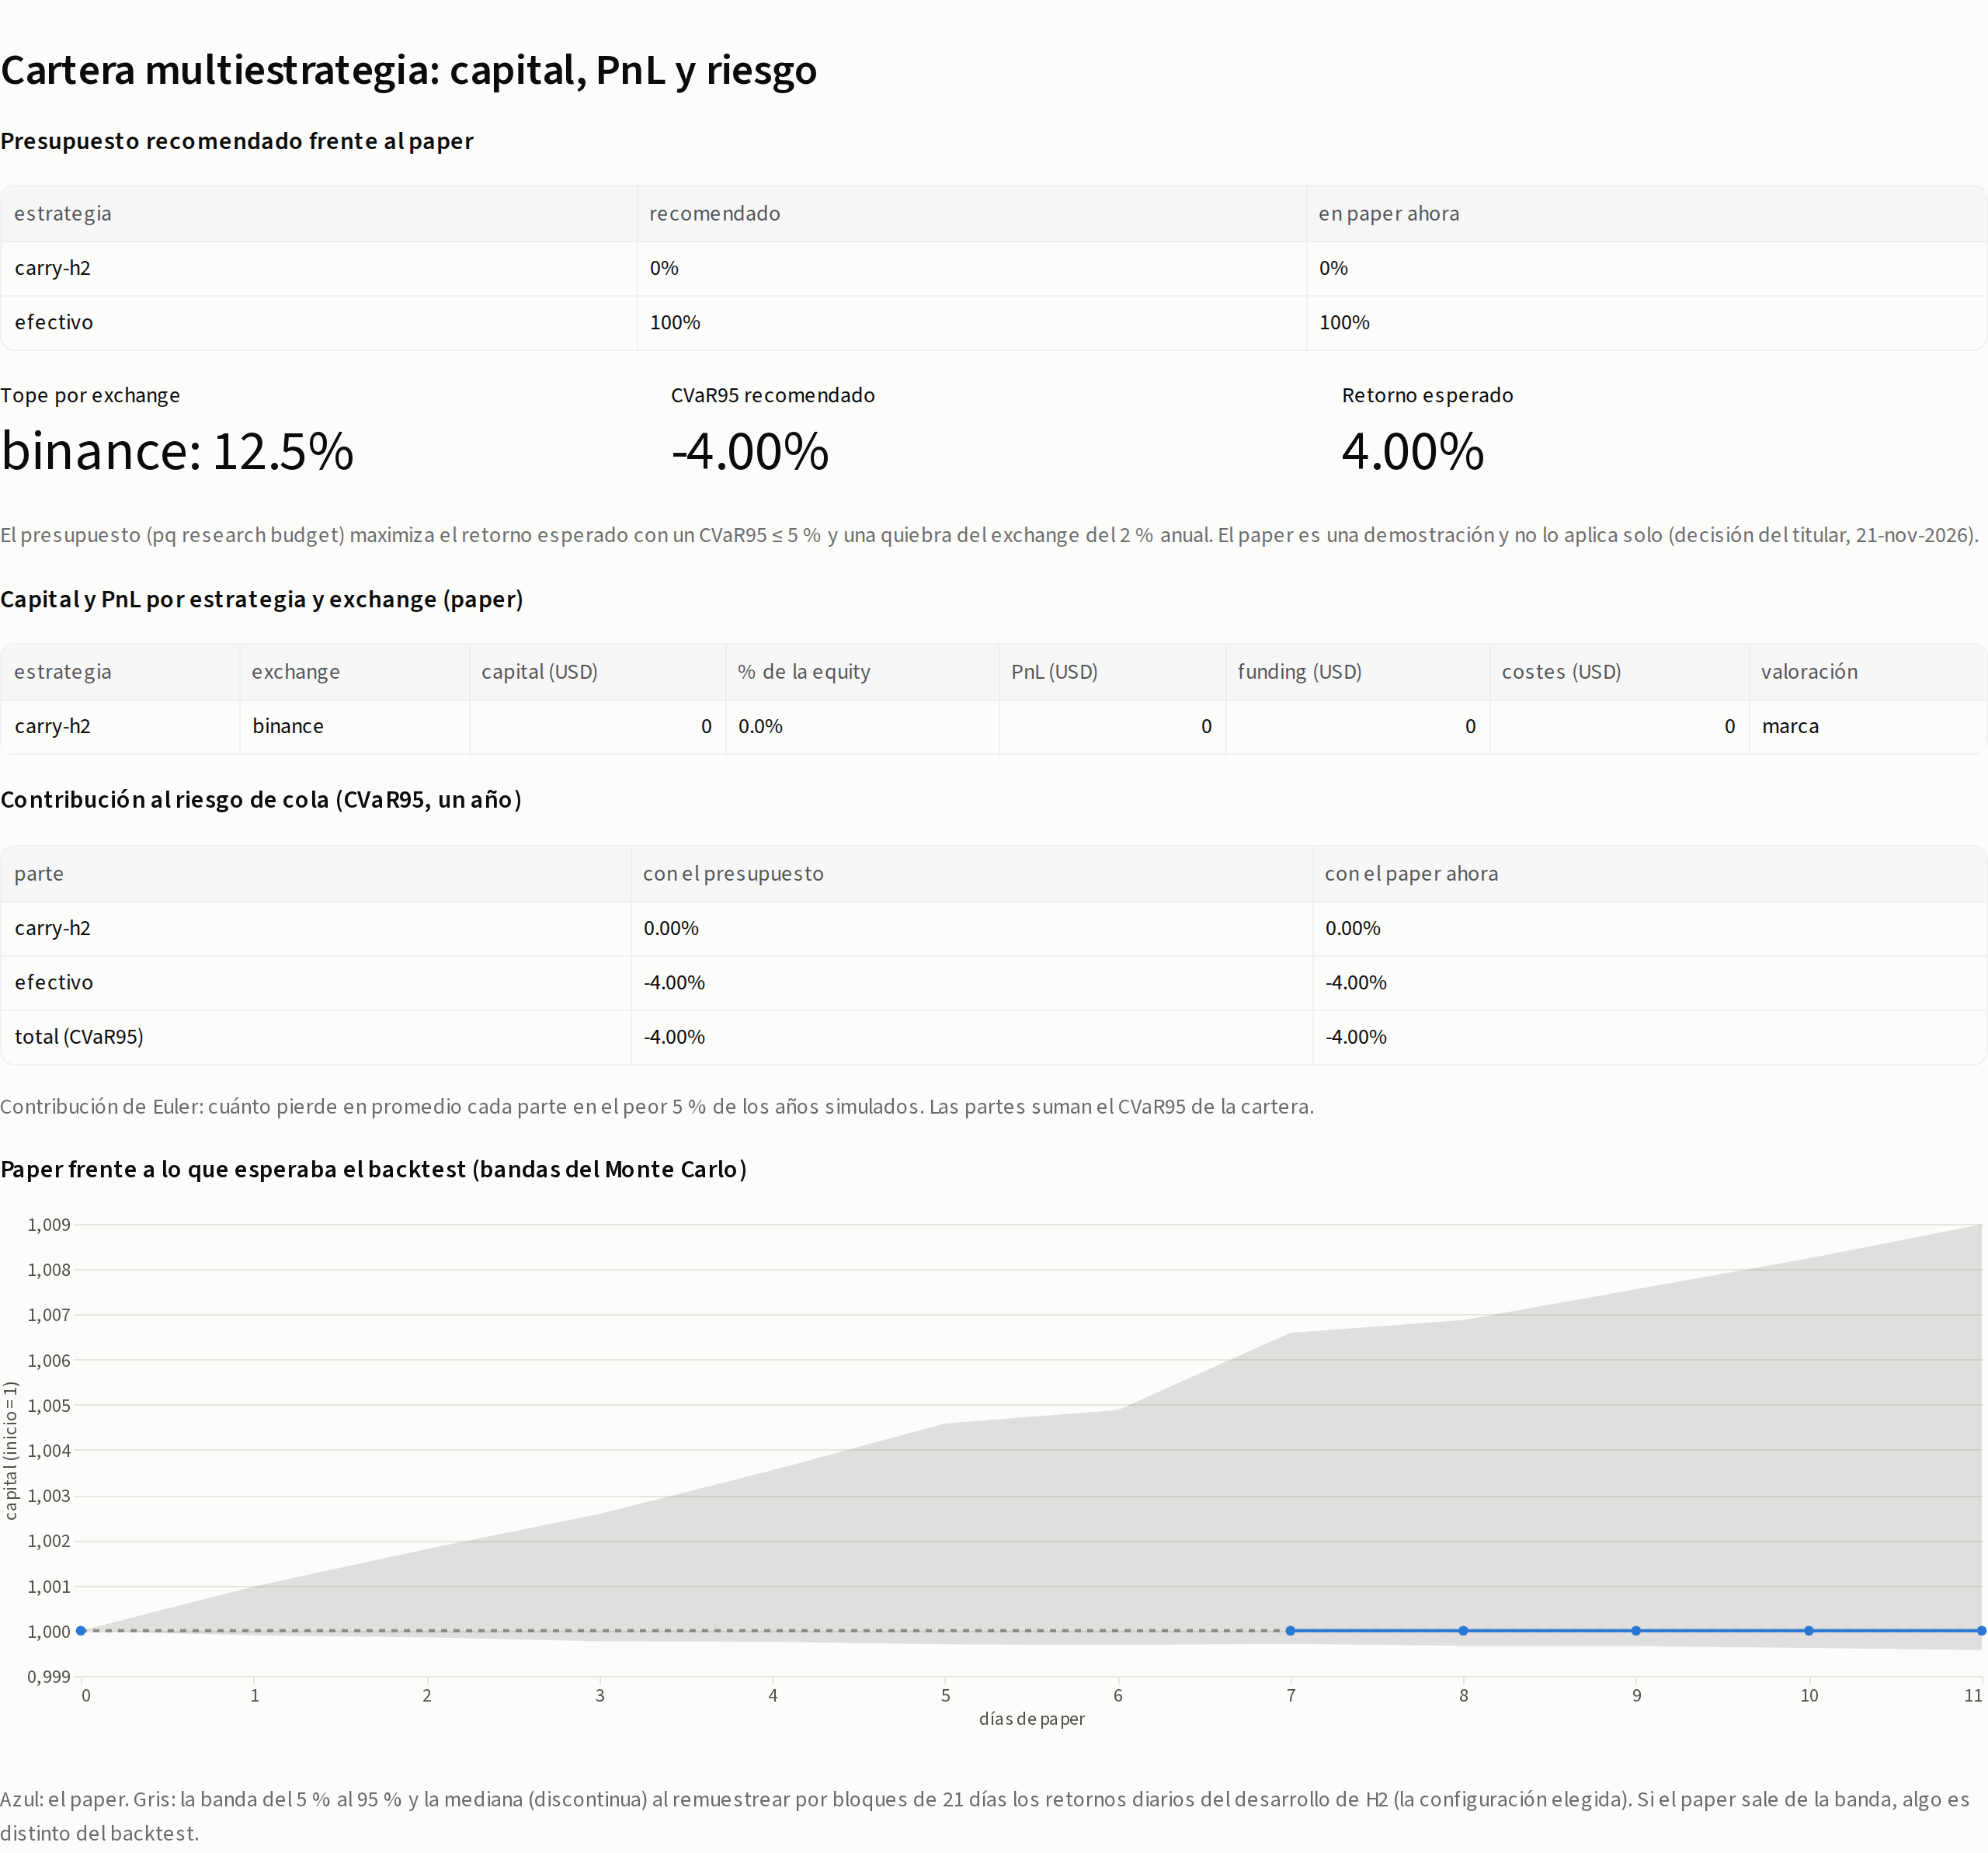 Cartera multiestrategia: capital, PnL y riesgo
Presupuesto recomendado frente al paper
estrategia recomendado en paper ahora
carry-h2 0% 0%
efectivo 100% 100%
Tope por exchange CVaR95 recomendado Retorno esperado
binance: 12.5% -4.00% 4.00%
El presupuesto (pq research budget) maximiza el retorno esperado con un CVaR95 ≤ 5 % y una quiebra del exchange del 2 % anual. El paper es una demostración y no lo aplica solo (decisión del titular, 21-nov-2026).
Capital y PnL por estrategia y exchange (paper)
estrategia exchange capital (USD) % de la equity PnL (USD) funding (USD) costes (USD) valoración
carry-h2 binance 0 0.0% 0 0 0 marca
Contribución al riesgo de cola (CVaR95, un año)
parte con el presupuesto con el paper ahora
carry-h2 0.00% 0.00%
efectivo -4.00% -4.00%
total (CVaR95) -4.00% -4.00%
Contribución de Euler: cuánto pierde en promedio cada parte en el peor 5 % de los años simulados. Las partes suman el CVaR95 de la cartera.
Paper frente a lo que esperaba el backtest (bandas del Monte Carlo)
capital (inicio = 1)
1,009
1,008
1,007
1,006
1,005
1,004
1,003
1,002
1,001
1,000
0,999
0 1 2 3 4 5 6 7 8 9 10 11
días de paper
Azul: el paper. Gris: la banda del 5 % al 95 % y la mediana (discontinua) al remuestrear por bloques de 21 días los retornos diarios del desarrollo de H2 (la configuración elegida). Si el paper sale de la banda, algo es
distinto del backtest.